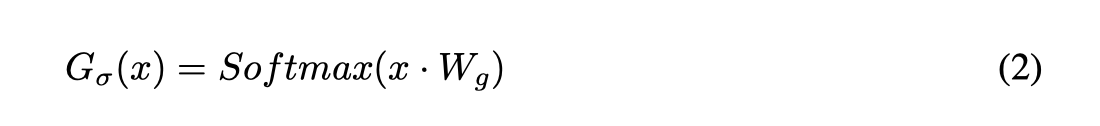 G_σ(x) = Softmax(x · W_g) (2)